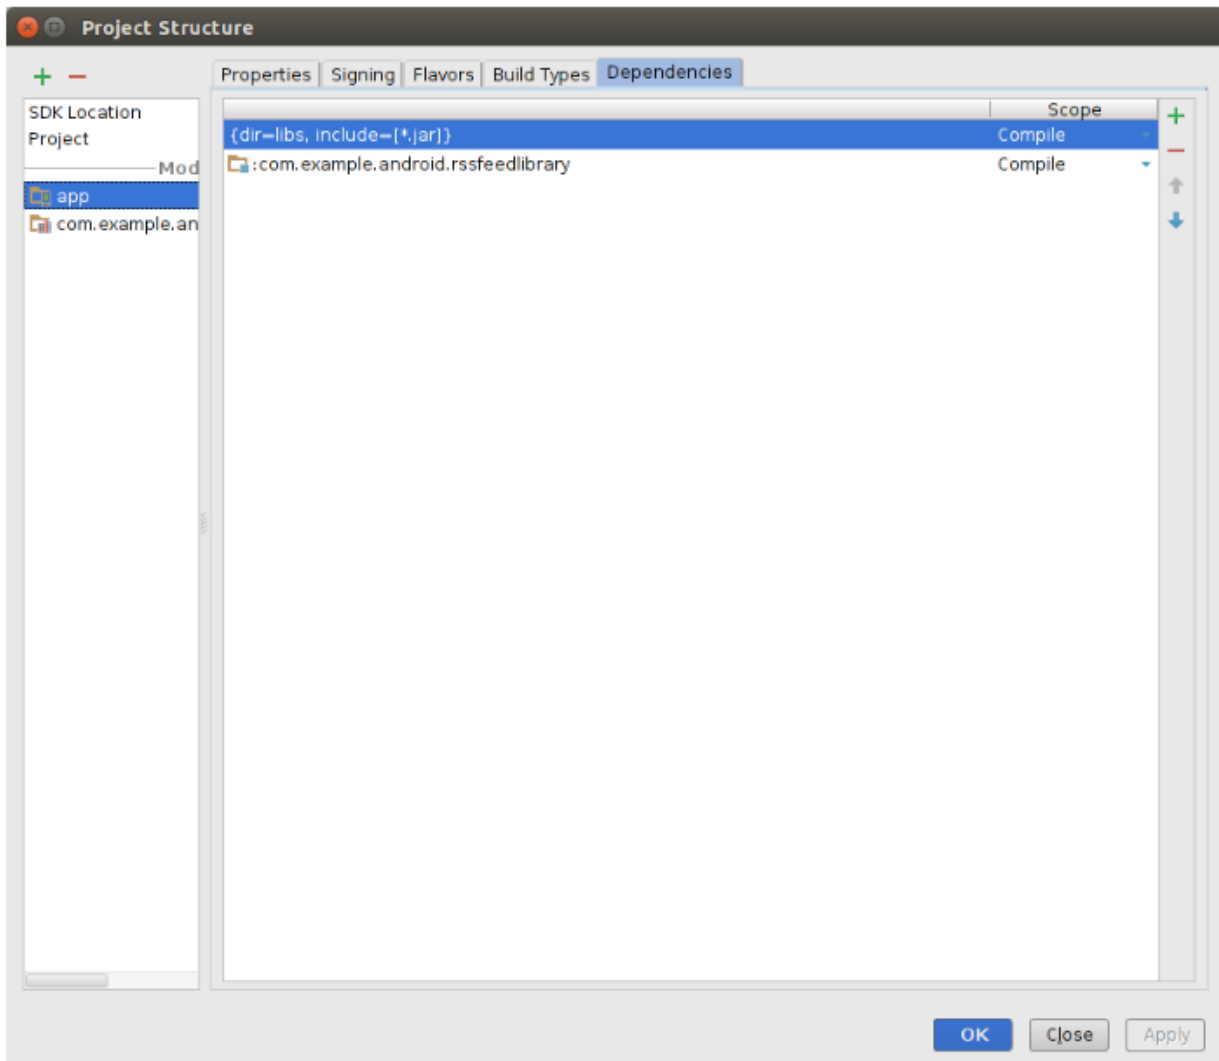 Project Structure
Properties Signing Flavors Build Types Dependencies
SDK Location
Project
Mod
app
com.example.an
Scope
{dir=libs, include=[*.jar]} Compile
:com.example.android.rssfeedlibrary Compile
OK Close Apply